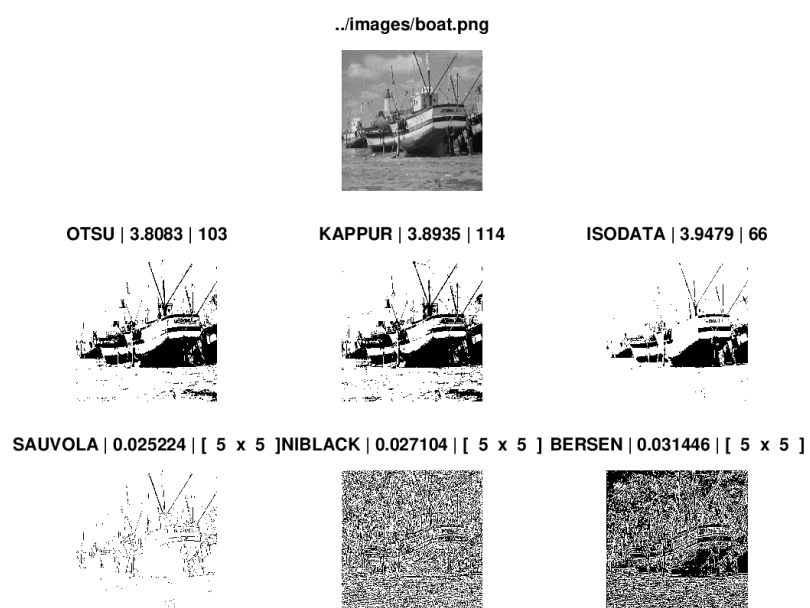 ../images/boat.png
OTSU | 3.8083 | 103
KAPPUR | 3.8935 | 114
ISODATA | 3.9479 | 66
SAUVOLA | 0.025224 | [ 5 x 5 ]
NIBLACK | 0.027104 | [ 5 x 5 ]
BERSEN | 0.031446 | [ 5 x 5 ]